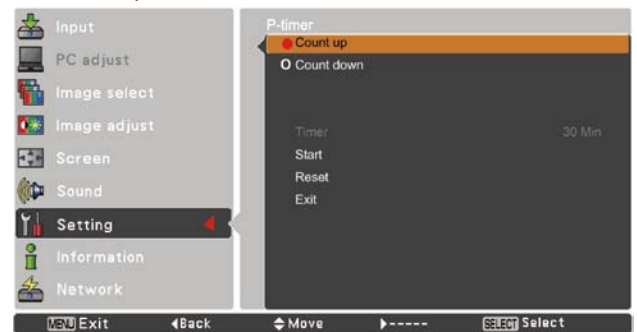 Input
PC adjust
Image select
Image adjust
Screen
Sound
Setting
Information
Network
P-timer
Count up
O Count down
Timer 30 Min
Start
Reset
Exit
MENU Exit ◀Back Move ▶----- SELECT Select